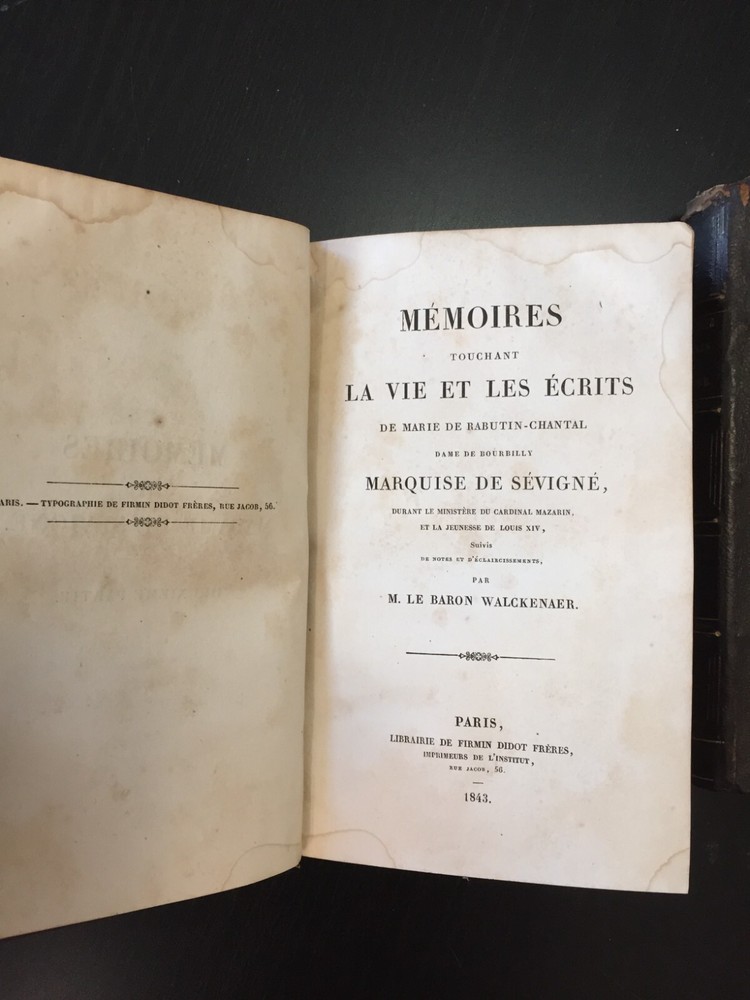 ARIS. — TYPOGRAPHIE DE FIRMIN DIDOT FRÈRES, RUE JACOB, 56.
MÉMOIRES
TOUCHANT
LA VIE ET LES ÉCRITS
DE MARIE DE RABUTIN-CHANTAL
DAME DE BOURBILLY
MARQUISE DE SÉVIGNÉ,
DURANT LE MINISTÈRE DU CARDINAL MAZARIN,
ET LA JEUNESSE DE LOUIS XIV,
Suivis
DE NOTES ET D'ÉCLAIRCISSEMENTS,
PAR
M. LE BARON WALCKENAER.
PARIS,
LIBRAIRIE DE FIRMIN DIDOT FRÈRES,
IMPRIMEURS DE L'INSTITUT,
RUE JACOB, 56.
1843.